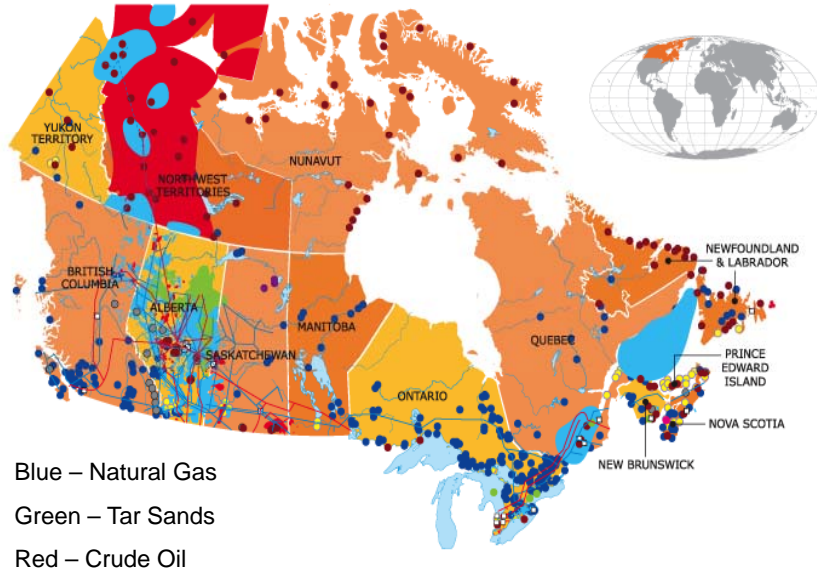 YUKON
TERRITORY
NUNAVUT
NORTHWEST
TERRITORIES
NEWFOUNDLAND
& LABRADOR
BRITISH
COLUMBIA
ALBERTA
MANITOBA
QUEBEC
SASKATCHEWAN
PRINCE
EDWARD
ISLAND
ONTARIO
NOVA SCOTIA
NEW BRUNSWICK
Blue – Natural Gas
Green – Tar Sands
Red – Crude Oil